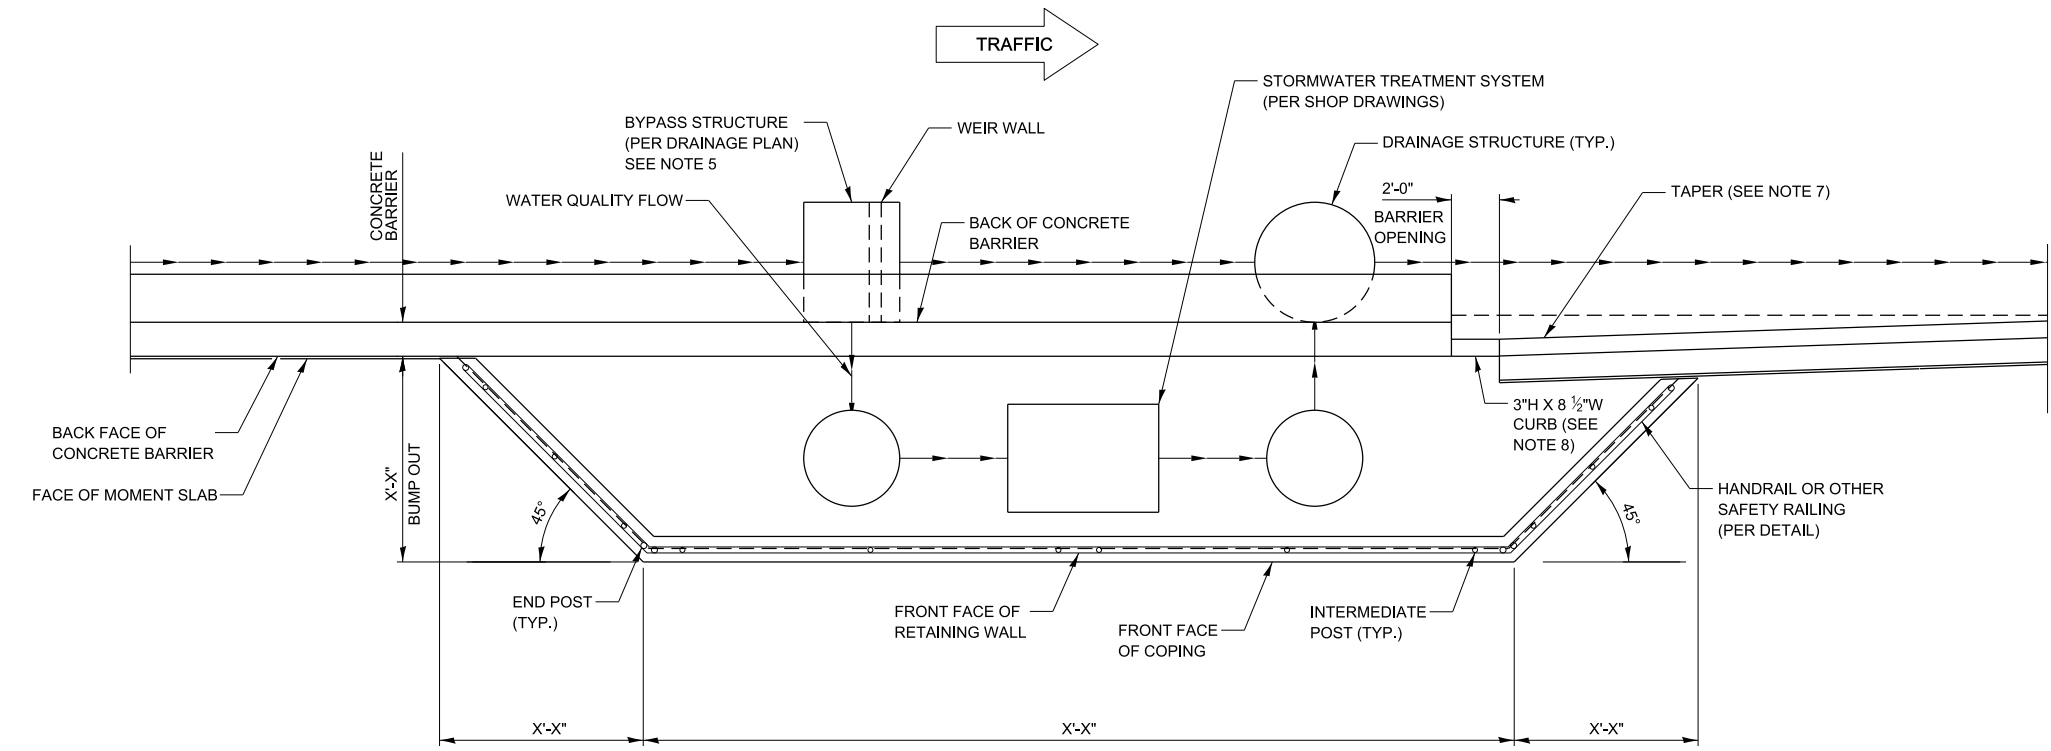 TRAFFIC
STORMWATER TREATMENT SYSTEM
(PER SHOP DRAWINGS)
BYPASS STRUCTURE
(PER DRAINAGE PLAN)
SEE NOTE 5
WEIR WALL
DRAINAGE STRUCTURE (TYP.)
CONCRETE
BARRIER
WATER QUALITY FLOW
2'-0"
BARRIER
OPENING
TAPER (SEE NOTE 7)
BACK OF CONCRETE
BARRIER
3"H X 8 ½"W
CURB (SEE
NOTE 8)
BACK FACE OF
CONCRETE BARRIER
FACE OF MOMENT SLAB
X'-X"
BUMP OUT
45°
45°
HANDRAIL OR OTHER
SAFETY RAILING
(PER DETAIL)
END POST
(TYP.)
FRONT FACE OF
RETAINING WALL
FRONT FACE
OF COPING
INTERMEDIATE
POST (TYP.)
X'-X"
X'-X"
X'-X"